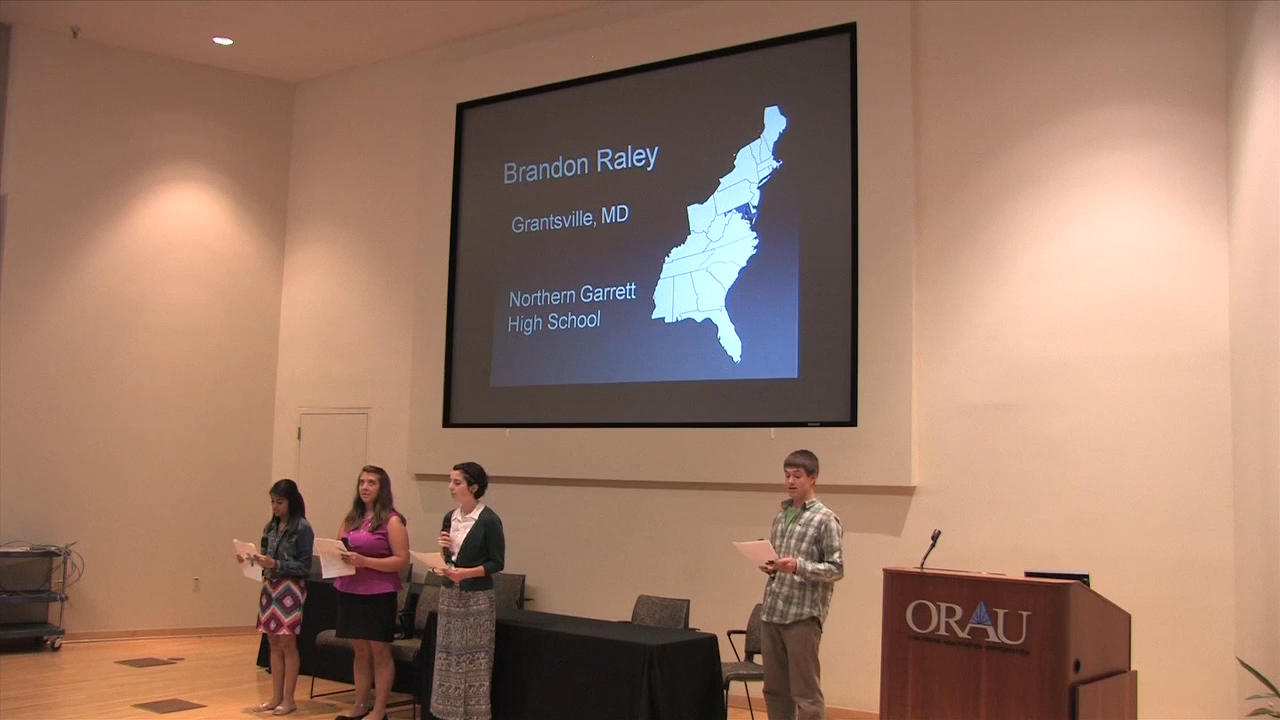 Brandon Raley
Grantsville, MD
Northern Garrett
High School
ORAU